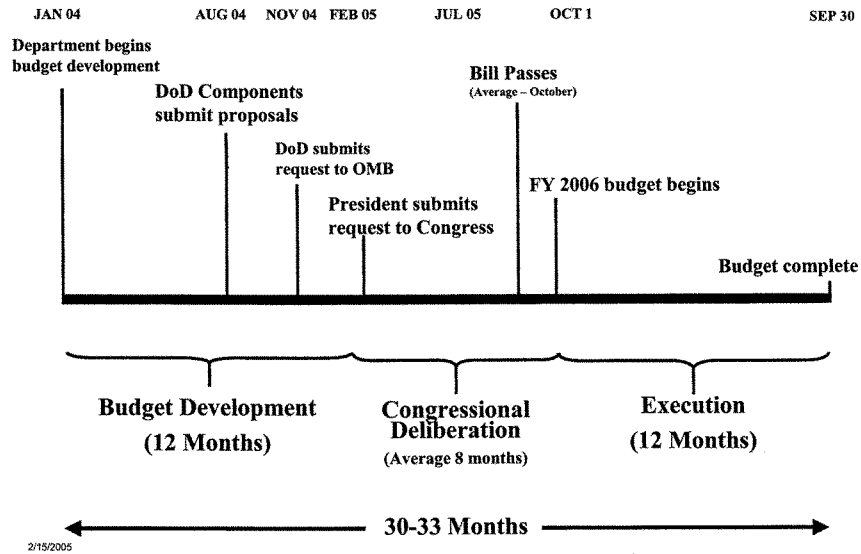 JAN 04 AUG 04 NOV 04 FEB 05 JUL 05 OCT 1 SEP 30
Department begins
budget development
DoD Components
submit proposals
DoD submits
request to OMB
President submits
request to Congress
Bill Passes
(Average – October)
FY 2006 budget begins
Budget complete
Budget Development
(12 Months)
Congressional
Deliberation
(Average 8 months)
Execution
(12 Months)
30-33 Months
2/15/2005